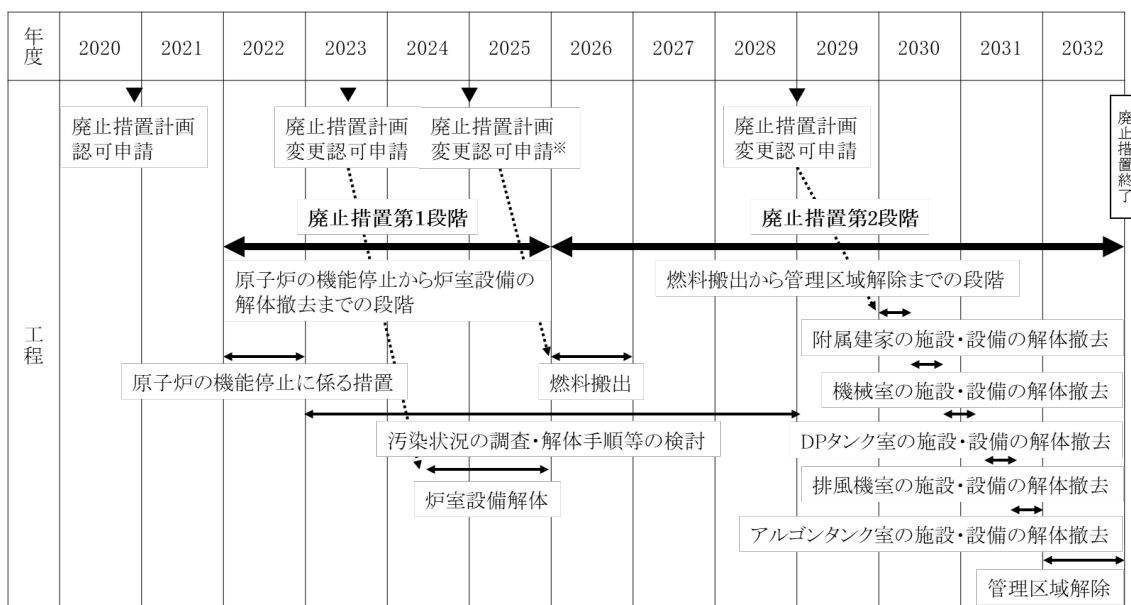 年度
2020 2021 2022 2023 2024 2025 2026 2027 2028 2029 2030 2031 2032
工程
廃止措置計画
認可申請
廃止措置計画
変更認可申請
廃止措置計画
変更認可申請※
廃止措置計画
変更認可申請
廃止措置終了
廃止措置第1段階
廃止措置第2段階
原子炉の機能停止から炉室設備の
解体撤去までの段階
燃料搬出から管理区域解除までの段階
附属建家の施設・設備の解体撤去
原子炉の機能停止に係る措置
燃料搬出
機械室の施設・設備の解体撤去
汚染状況の調査・解体手順等の検討
DPタンク室の施設・設備の解体撤去
排風機室の施設・設備の解体撤去
炉室設備解体
アルゴンタンク室の施設・設備の解体撤去
管理区域解除